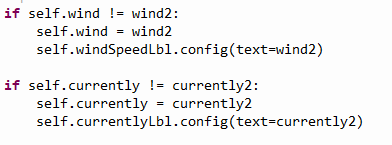 if self.wind != wind2:
    self.wind = wind2
    self.windSpeedLbl.config(text=wind2)

if self.currently != currently2:
    self.currently = currently2
    self.currentlyLbl.config(text=currently2)